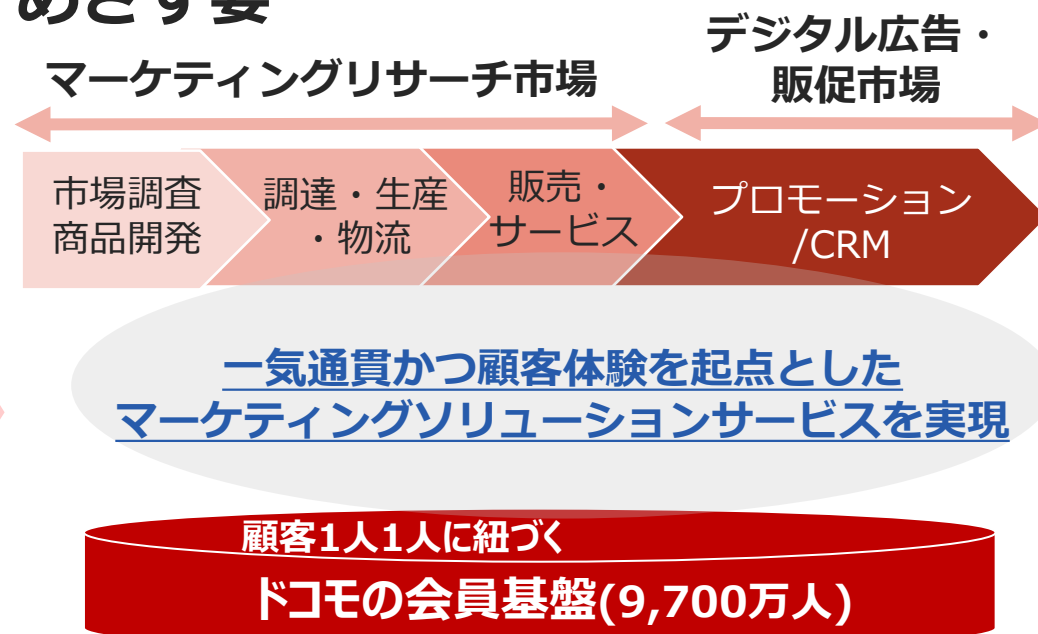 めざす姿
マーケティングリサーチ市場
デジタル広告・
販促市場
市場調査
商品開発
調達・生産
・物流
販売・
サービス
プロモーション
/CRM
一気通貫かつ顧客体験を起点とした
マーケティングソリューションサービスを実現
顧客1人1人に紐づく
ドコモの会員基盤(9,700万人)